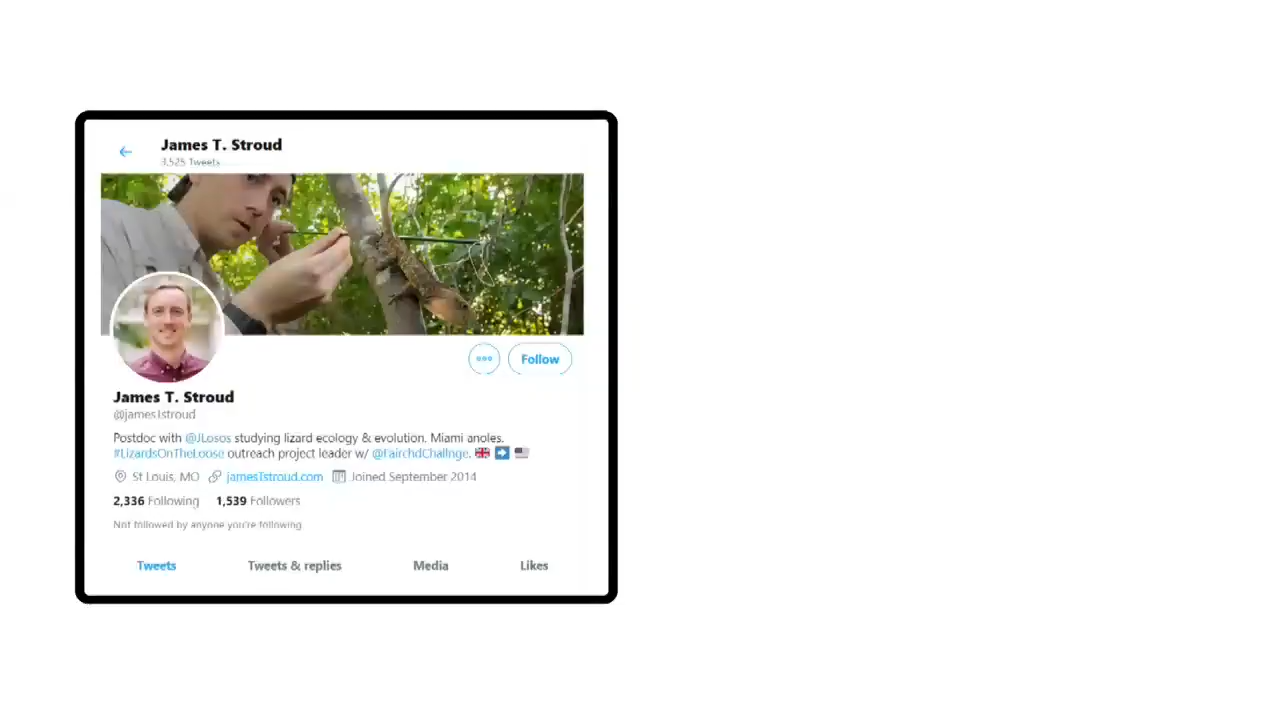 James T. Stroud
3,525 Tweets
James T. Stroud
@jamesTstroud
Postdoc with @JLosos studying lizard ecology & evolution. Miami anoles.
#LizardsOnTheLoose outreach project leader w/ @FairchdChallnge. 🇬🇧 ➡️ 🇺🇸
St Louis, MO jamesTstroud.com Joined September 2014
2,336 Following 1,539 Followers
Not followed by anyone you're following
Follow
Tweets Tweets & replies Media Likes